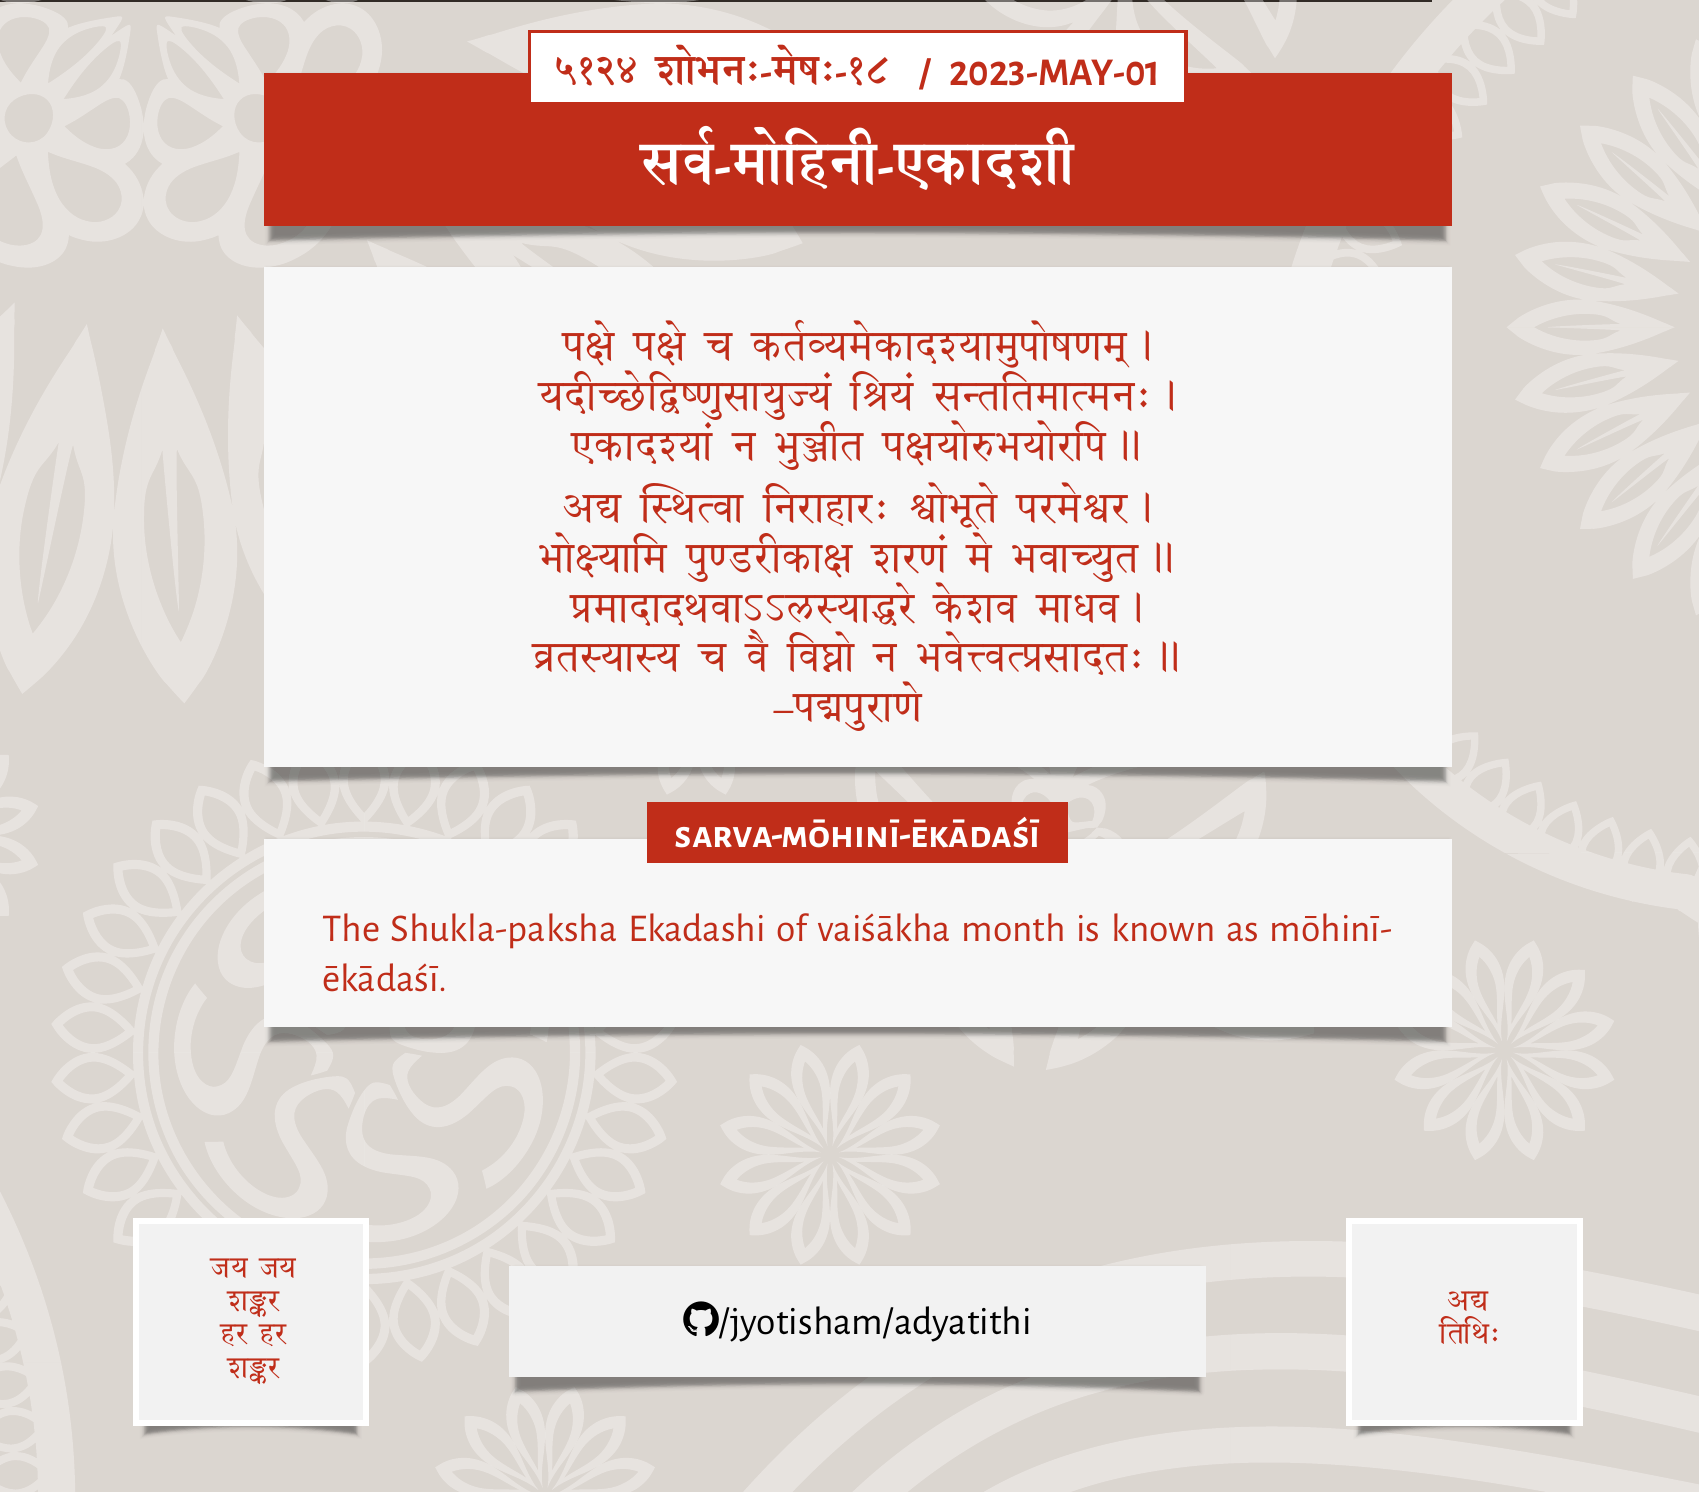 ५१२४ शोभनः-मेषः-१८ / 2023-MAY-01
सर्व-मोहिनी-एकादशी
पक्षे पक्षे च कर्तव्यमेकादश्यामुपोषणम्।
यदीच्छेद्विष्णुसायुज्यं श्रियं सन्ततिमात्मनः।
एकादश्यां न भुञ्जीत पक्षयोरुभयोरपि॥
अद्य स्थित्वा निराहारः श्वोभूते परमेश्वर।
भोक्ष्यामि पुण्डरीकाक्ष शरणं मे भवाच्युत॥
प्रमादादथवाऽऽलस्याद्धरे केशव माधव।
व्रतस्यास्य च वै विघ्नो न भवेत्त्वत्प्रसादतः॥
–पद्मपुराणे
SARVA-MŌHINĪ-ĒKĀDAŚĪ
The Shukla-paksha Ekadashi of vaiśākha month is known as mōhinī-
ēkādaśī.
जय जय
शङ्कर
हर हर
शङ्कर
/jyotisham/adyatithi
अद्य
तिथिः